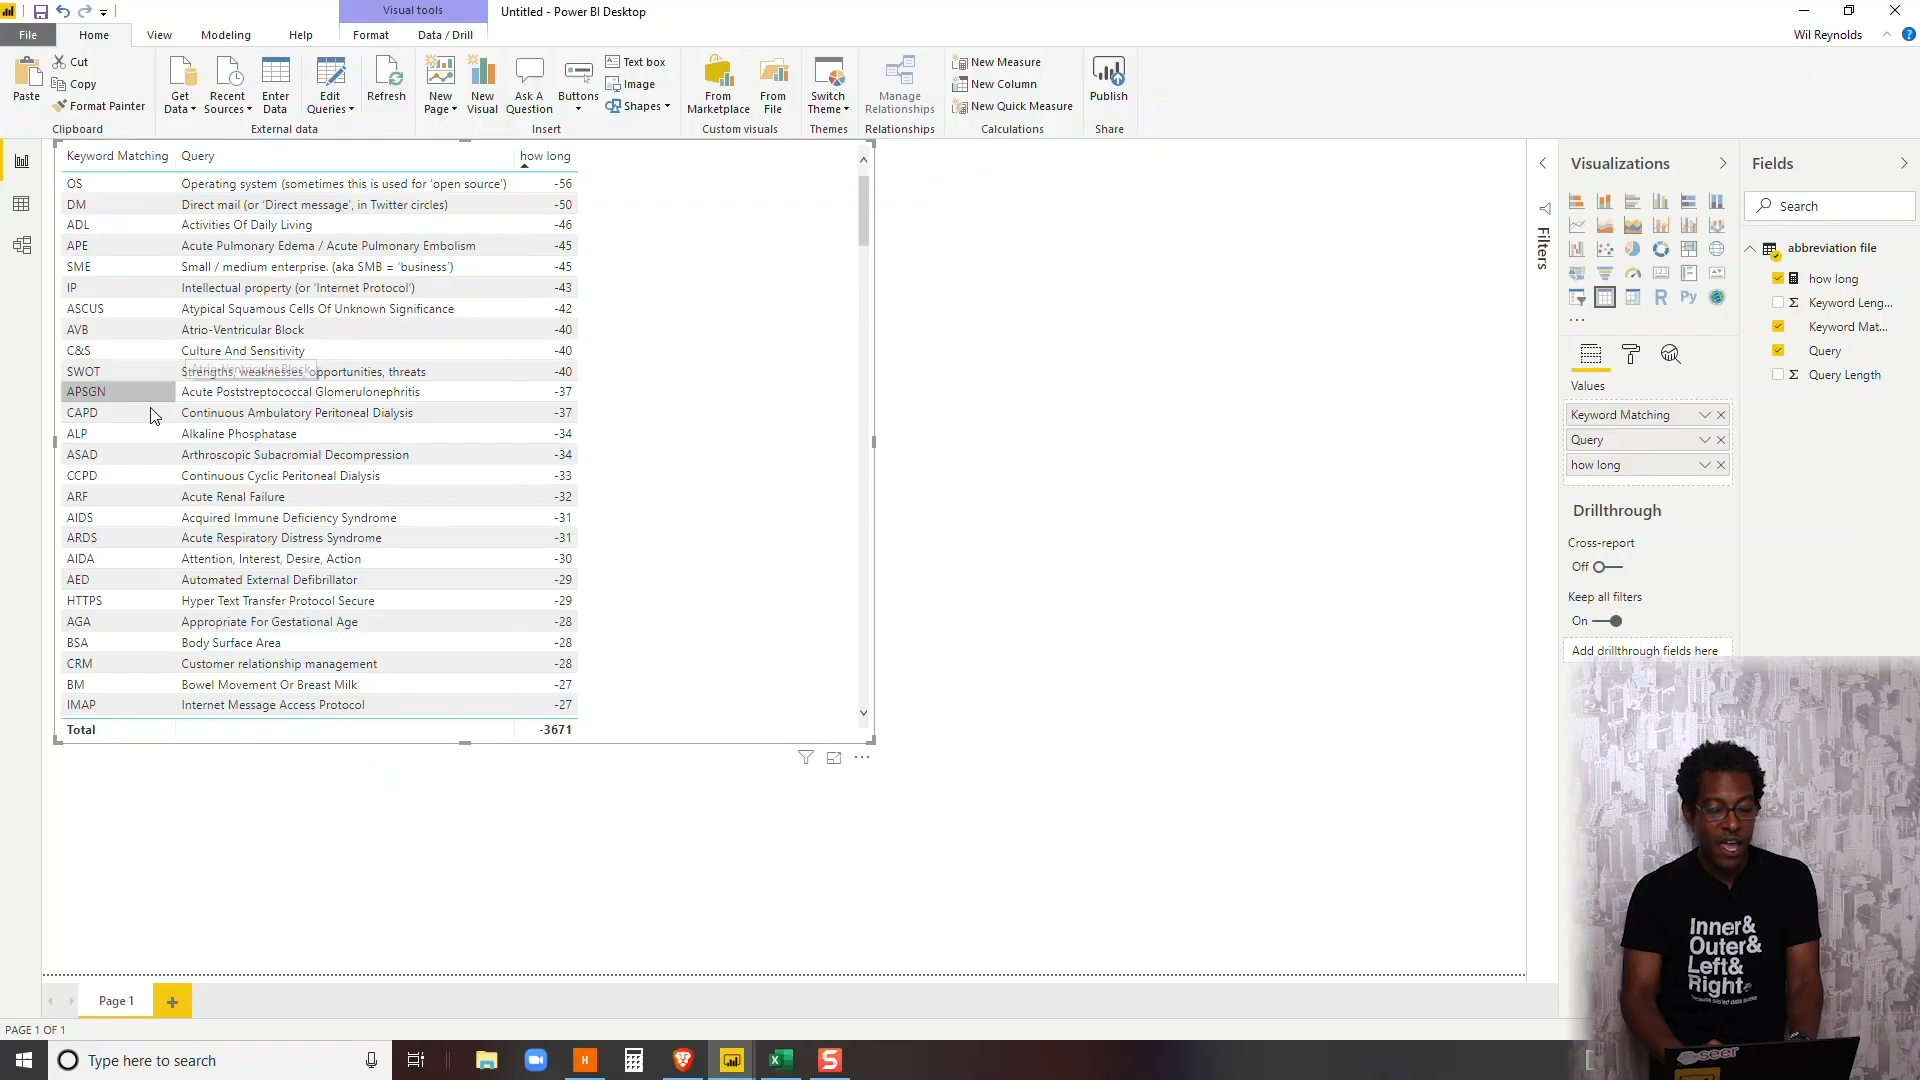 Visual tools
Untitled - Power BI Desktop
File Home View Modeling Help Format Data / Drill
Wil Reynolds
Paste
Cut
Copy
Format Painter
Clipboard
Get Data
Recent Sources
Enter Data
Edit Queries
Refresh
External data
New Page
New Visual
Ask A Question
Buttons
Text box
Image
Shapes
Insert
From Marketplace
From File
Custom visuals
Switch Theme
Themes
Manage Relationships
Relationships
New Measure
New Column
New Quick Measure
Calculations
Publish
Share
Keyword Matching Query how long
OS Operating system (sometimes this is used for 'open source') -56
DM Direct mail (or 'Direct message', in Twitter circles) -50
ADL Activities Of Daily Living -46
APE Acute Pulmonary Edema / Acute Pulmonary Embolism -45
SME Small / medium enterprise. (aka SMB = 'business') -45
IP Intellectual property (or 'Internet Protocol') -43
ASCUS Atypical Squamous Cells Of Unknown Significance -42
AVB Atrio-Ventricular Block -40
C&S Culture And Sensitivity -40
SWOT Strengths, weaknesses, opportunities, threats -40
APSGN Acute Poststreptococcal Glomerulonephritis -37
CAPD Continuous Ambulatory Peritoneal Dialysis -37
ALP Alkaline Phosphatase -34
ASAD Arthroscopic Subacromial Decompression -34
CCPD Continuous Cyclic Peritoneal Dialysis -33
ARF Acute Renal Failure -32
AIDS Acquired Immune Deficiency Syndrome -31
ARDS Acute Respiratory Distress Syndrome -31
AIDA Attention, Interest, Desire, Action -30
AED Automated External Defibrillator -29
HTTPS Hyper Text Transfer Protocol Secure -29
AGA Appropriate For Gestational Age -28
BSA Body Surface Area -28
CRM Customer relationship management -28
BM Bowel Movement Or Breast Milk -27
IMAP Internet Message Access Protocol -27
Total -3671
Filters
Visualizations
R
Py
Values
Keyword Matching
Query
how long
Drillthrough
Cross-report
Off
Keep all filters
On
Add drillthrough fields here
Fields
Search
abbreviation file
how long
Keyword Leng...
Keyword Mat...
Query
Query Length
Inner&
Outer&
Left&
Right
seer
Page 1
PAGE 1 OF 1
Type here to search